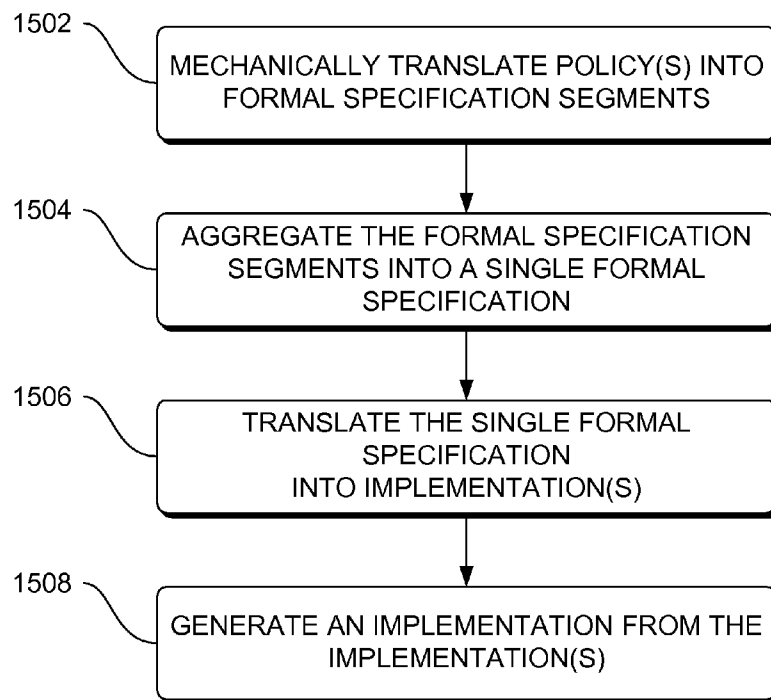 1502
MECHANICALLY TRANSLATE POLICY(S) INTO
FORMAL SPECIFICATION SEGMENTS
1504
AGGREGATE THE FORMAL SPECIFICATION
SEGMENTS INTO A SINGLE FORMAL
SPECIFICATION
1506
TRANSLATE THE SINGLE FORMAL
SPECIFICATION
INTO IMPLEMENTATION(S)
1508
GENERATE AN IMPLEMENTATION FROM THE
IMPLEMENTATION(S)